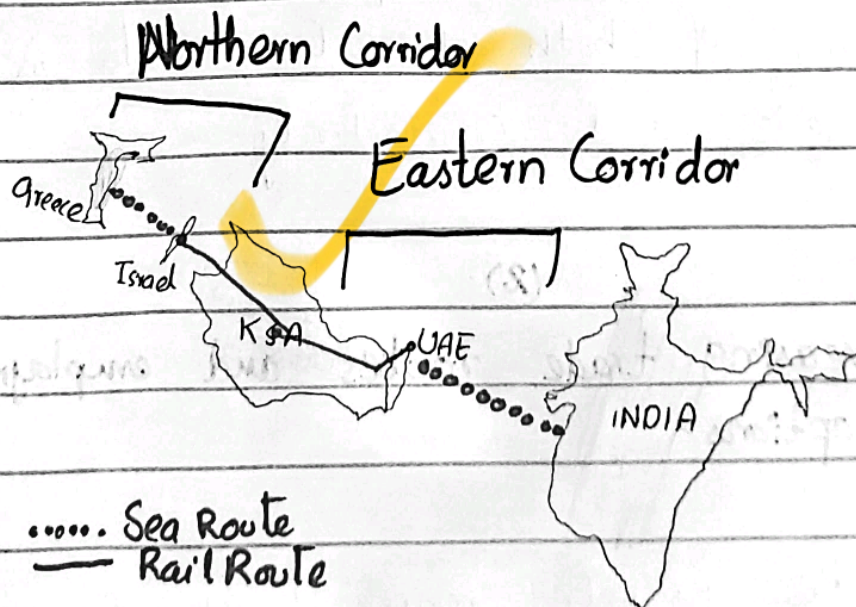 Northern Corridor
Eastern Corridor
Greece
Israel
KSA
UAE
INDIA
Sea Route
Rail Route